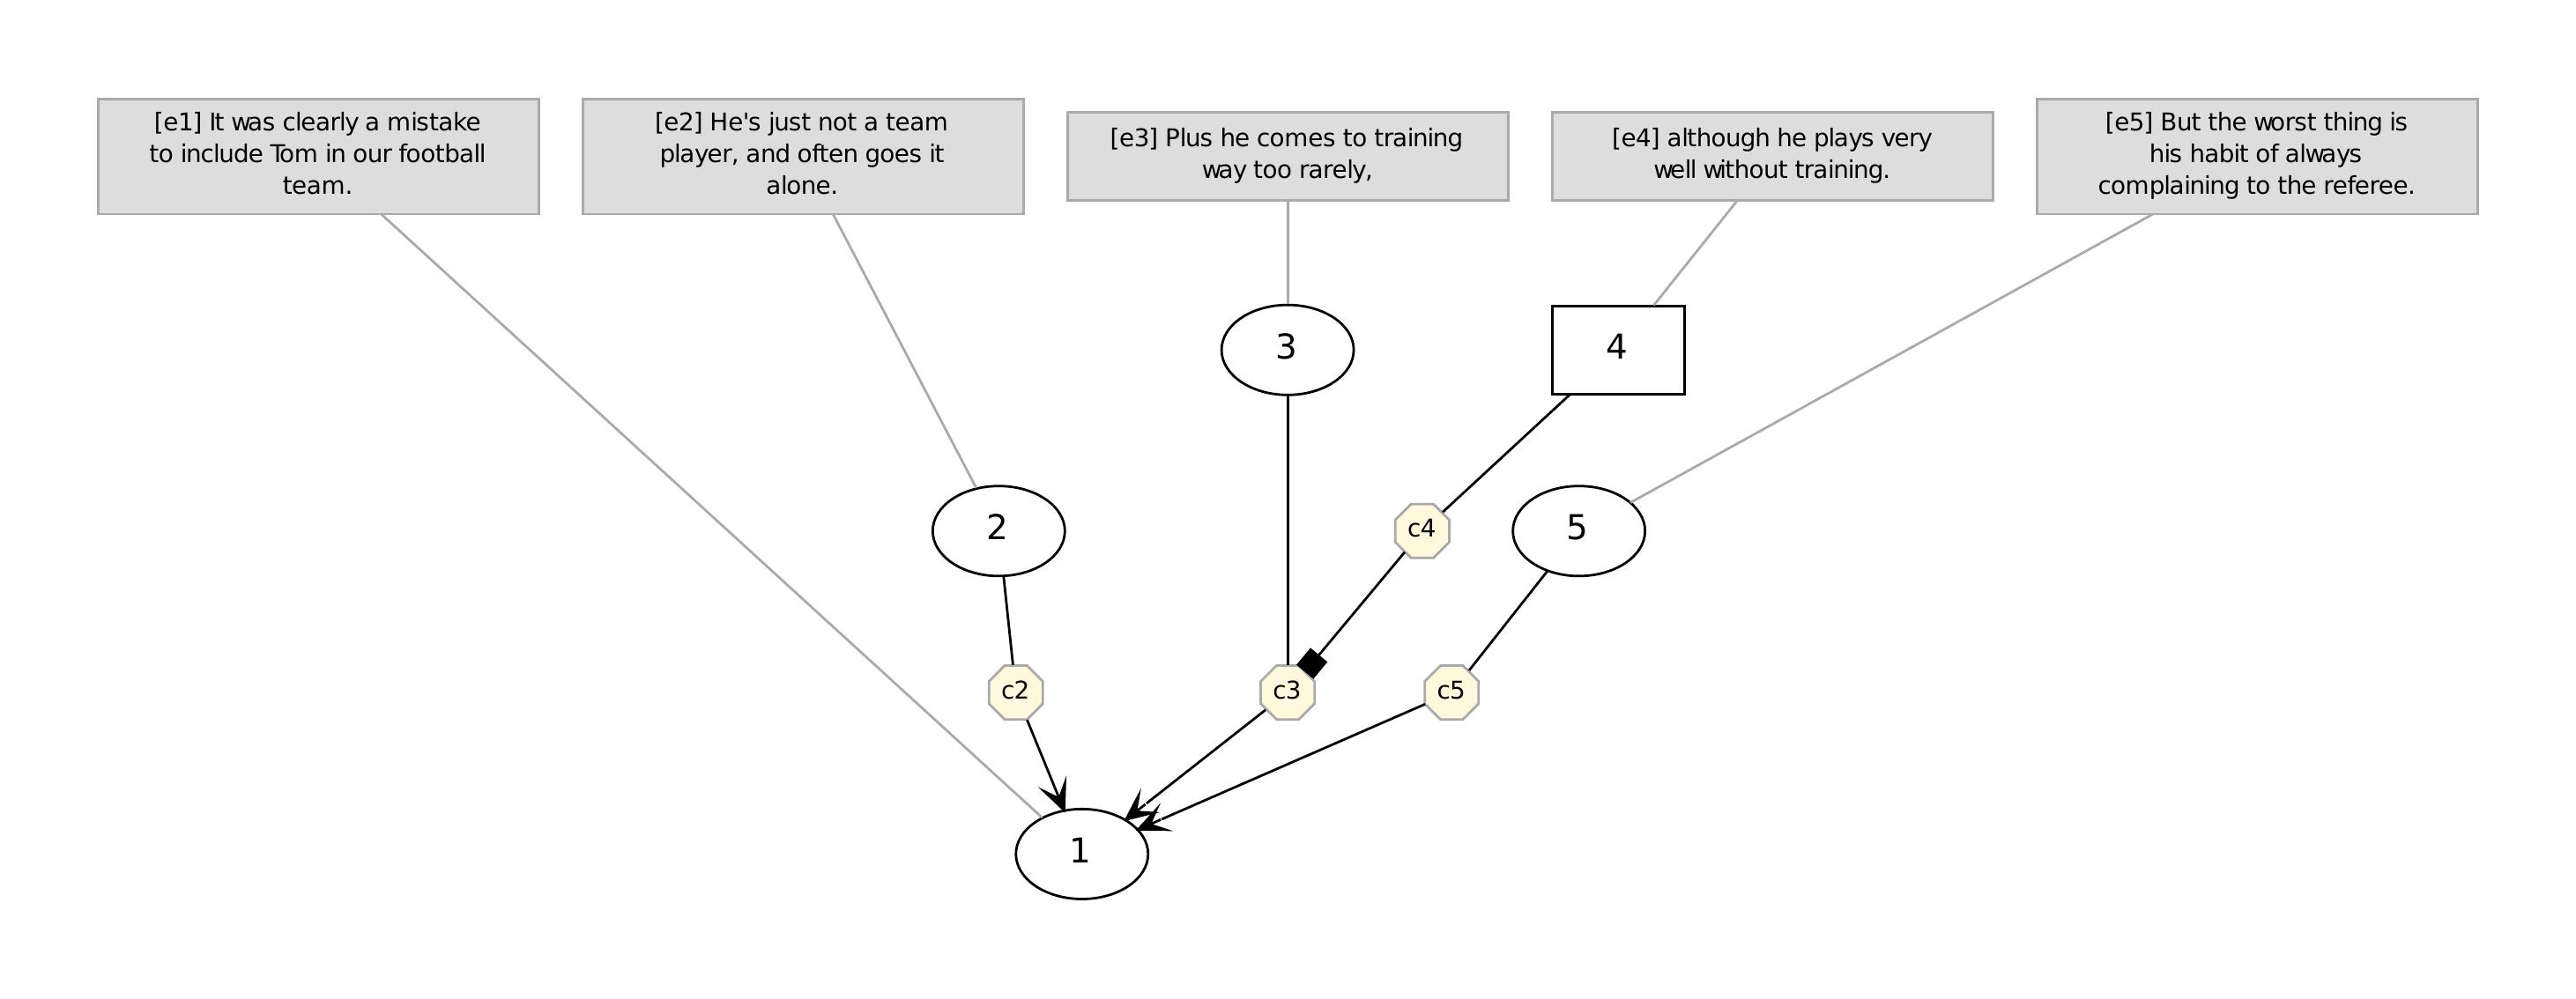 [e1] It was clearly a mistake
to include Tom in our football
team.
[e2] He's just not a team
player, and often goes it
alone.
[e3] Plus he comes to training
way too rarely,
[e4] although he plays very
well without training.
[e5] But the worst thing is
his habit of always
complaining to the referee.
3
4
2
c4
5
c2
c3
c5
1